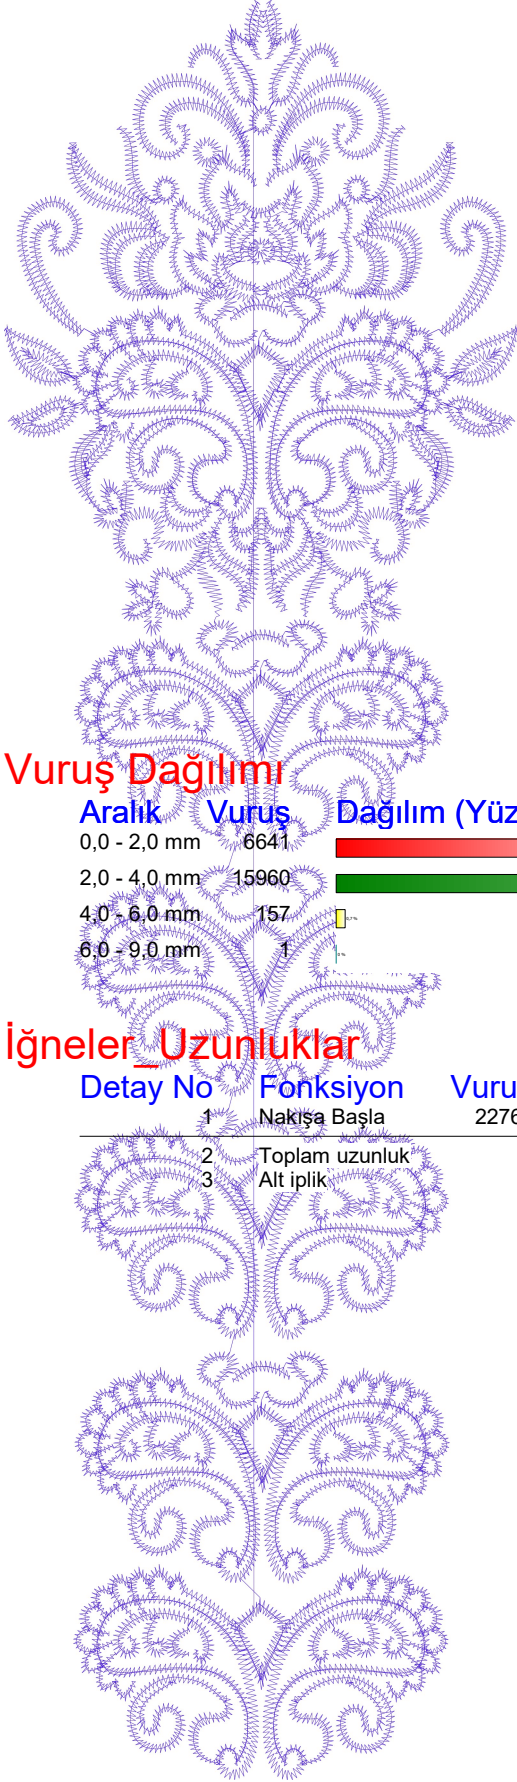 Vuruş Dağılımı
Aralık Vuruş Dağılım (Yüz
0,0 - 2,0 mm 6641
2,0 - 4,0 mm 15960
4,0 - 6,0 mm 157
6,0 - 9,0 mm 1
İğneler_Uzunluklar
Detay No Fonksiyon Vuru
1 Nakışa Başla 2276
2 Toplam uzunluk
3 Alt iplik